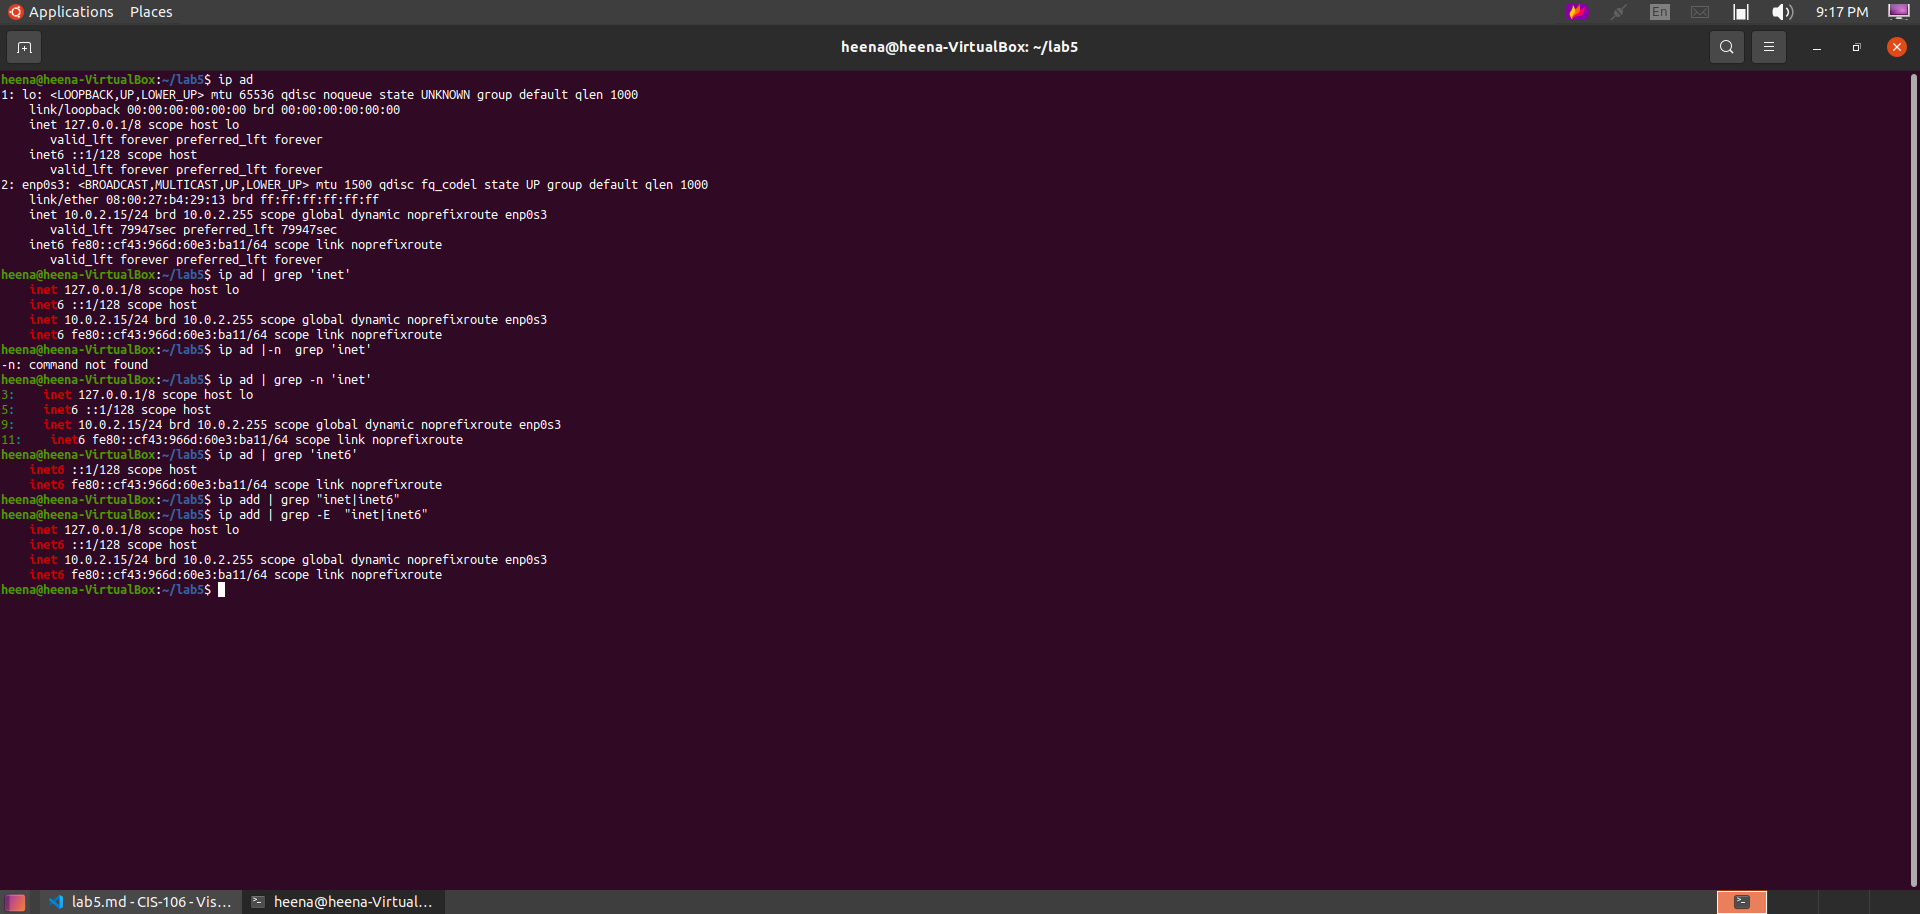 Applications Places
En
9:17 PM
heena@heena-VirtualBox: ~/lab5
heena@heena-VirtualBox:~/lab5$ ip ad
1: lo: <LOOPBACK,UP,LOWER_UP> mtu 65536 qdisc noqueue state UNKNOWN group default qlen 1000
    link/loopback 00:00:00:00:00:00 brd 00:00:00:00:00:00
    inet 127.0.0.1/8 scope host lo
       valid_lft forever preferred_lft forever
    inet6 ::1/128 scope host
       valid_lft forever preferred_lft forever
2: enp0s3: <BROADCAST,MULTICAST,UP,LOWER_UP> mtu 1500 qdisc fq_codel state UP group default qlen 1000
    link/ether 08:00:27:b4:29:13 brd ff:ff:ff:ff:ff:ff
    inet 10.0.2.15/24 brd 10.0.2.255 scope global dynamic noprefixroute enp0s3
       valid_lft 79947sec preferred_lft 79947sec
    inet6 fe80::cf43:966d:60e3:ba11/64 scope link noprefixroute
       valid_lft forever preferred_lft forever
heena@heena-VirtualBox:~/lab5$ ip ad | grep 'inet'
    inet 127.0.0.1/8 scope host lo
    inet6 ::1/128 scope host
    inet 10.0.2.15/24 brd 10.0.2.255 scope global dynamic noprefixroute enp0s3
    inet6 fe80::cf43:966d:60e3:ba11/64 scope link noprefixroute
heena@heena-VirtualBox:~/lab5$ ip ad |-n  grep 'inet'
-n: command not found
heena@heena-VirtualBox:~/lab5$ ip ad | grep -n 'inet'
3:    inet 127.0.0.1/8 scope host lo
5:    inet6 ::1/128 scope host
9:    inet 10.0.2.15/24 brd 10.0.2.255 scope global dynamic noprefixroute enp0s3
11:    inet6 fe80::cf43:966d:60e3:ba11/64 scope link noprefixroute
heena@heena-VirtualBox:~/lab5$ ip ad | grep 'inet6'
    inet6 ::1/128 scope host
    inet6 fe80::cf43:966d:60e3:ba11/64 scope link noprefixroute
heena@heena-VirtualBox:~/lab5$ ip add | grep "inet|inet6"
heena@heena-VirtualBox:~/lab5$ ip add | grep -E  "inet|inet6"
    inet 127.0.0.1/8 scope host lo
    inet6 ::1/128 scope host
    inet 10.0.2.15/24 brd 10.0.2.255 scope global dynamic noprefixroute enp0s3
    inet6 fe80::cf43:966d:60e3:ba11/64 scope link noprefixroute
heena@heena-VirtualBox:~/lab5$
lab5.md - CIS-106 - Vis...
heena@heena-Virtual...